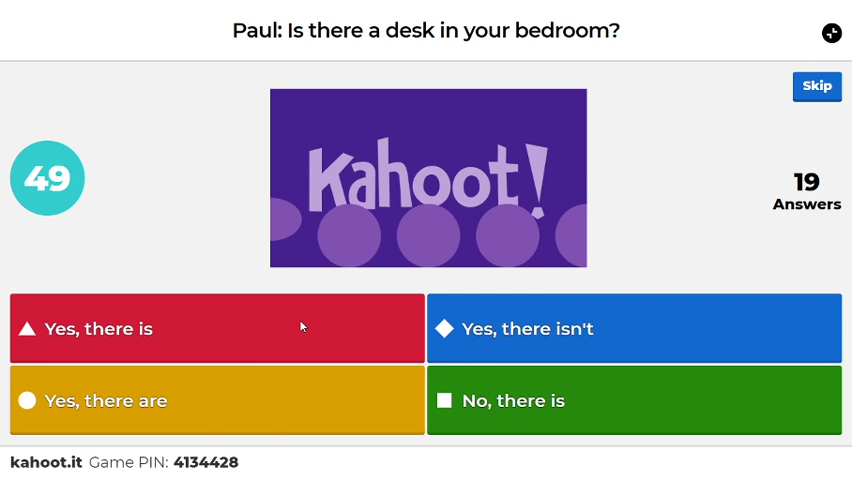 Paul: Is there a desk in your bedroom?
Skip
49
Kahoot!
19
Answers
Yes, there is
Yes, there isn't
Yes, there are
No, there is
kahoot.it Game PIN: 4134428